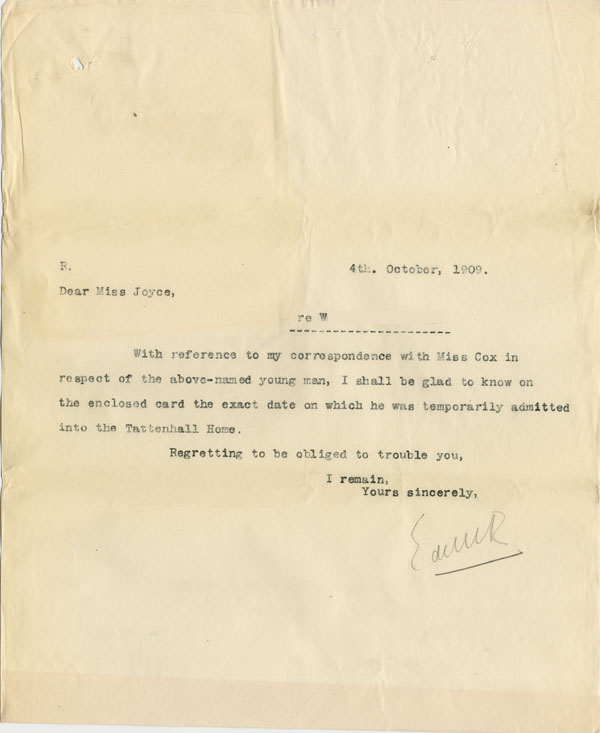 R.
4th. October, 1909.
Dear Miss Joyce,
re W
With reference to my correspondence with Miss Cox in
respect of the above-named young man, I shall be glad to know on
the enclosed card the exact date on which he was temporarily admitted
into the Tattenhall Home.
Regretting to be obliged to trouble you,
I remain,
Yours sincerely,